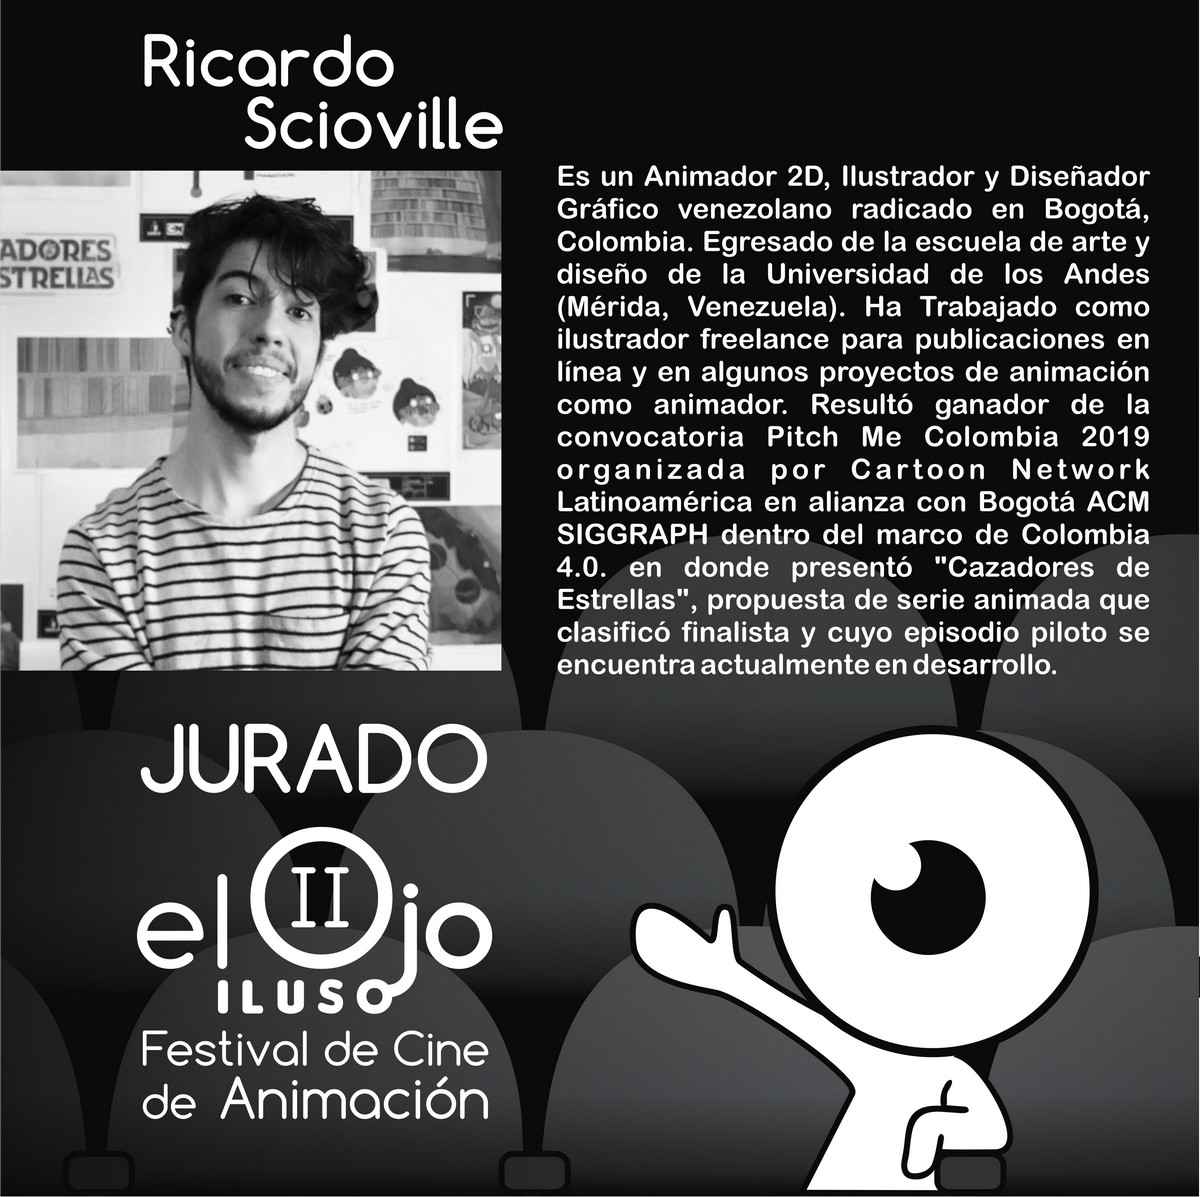 Ricardo
Scioville
ADORES
STRELLAS
Es un Animador 2D, Ilustrador y Diseñador
Gráfico venezolano radicado en Bogotá,
Colombia. Egresado de la escuela de arte y
diseño de la Universidad de los Andes
(Mérida, Venezuela). Ha Trabajado como
ilustrador freelance para publicaciones en
línea y en algunos proyectos de animación
como animador. Resultó ganador de la
convocatoria Pitch Me Colombia 2019
organizada por Cartoon Network
Latinoamérica en alianza con Bogotá ACM
SIGGRAPH dentro del marco de Colombia
4.0. en donde presentó "Cazadores de
Estrellas", propuesta de serie animada que
clasificó finalista y cuyo episodio piloto se
encuentra actualmente en desarrollo.
JURADO
II
el Ojo
ILUSO
Festival de Cine
de Animación